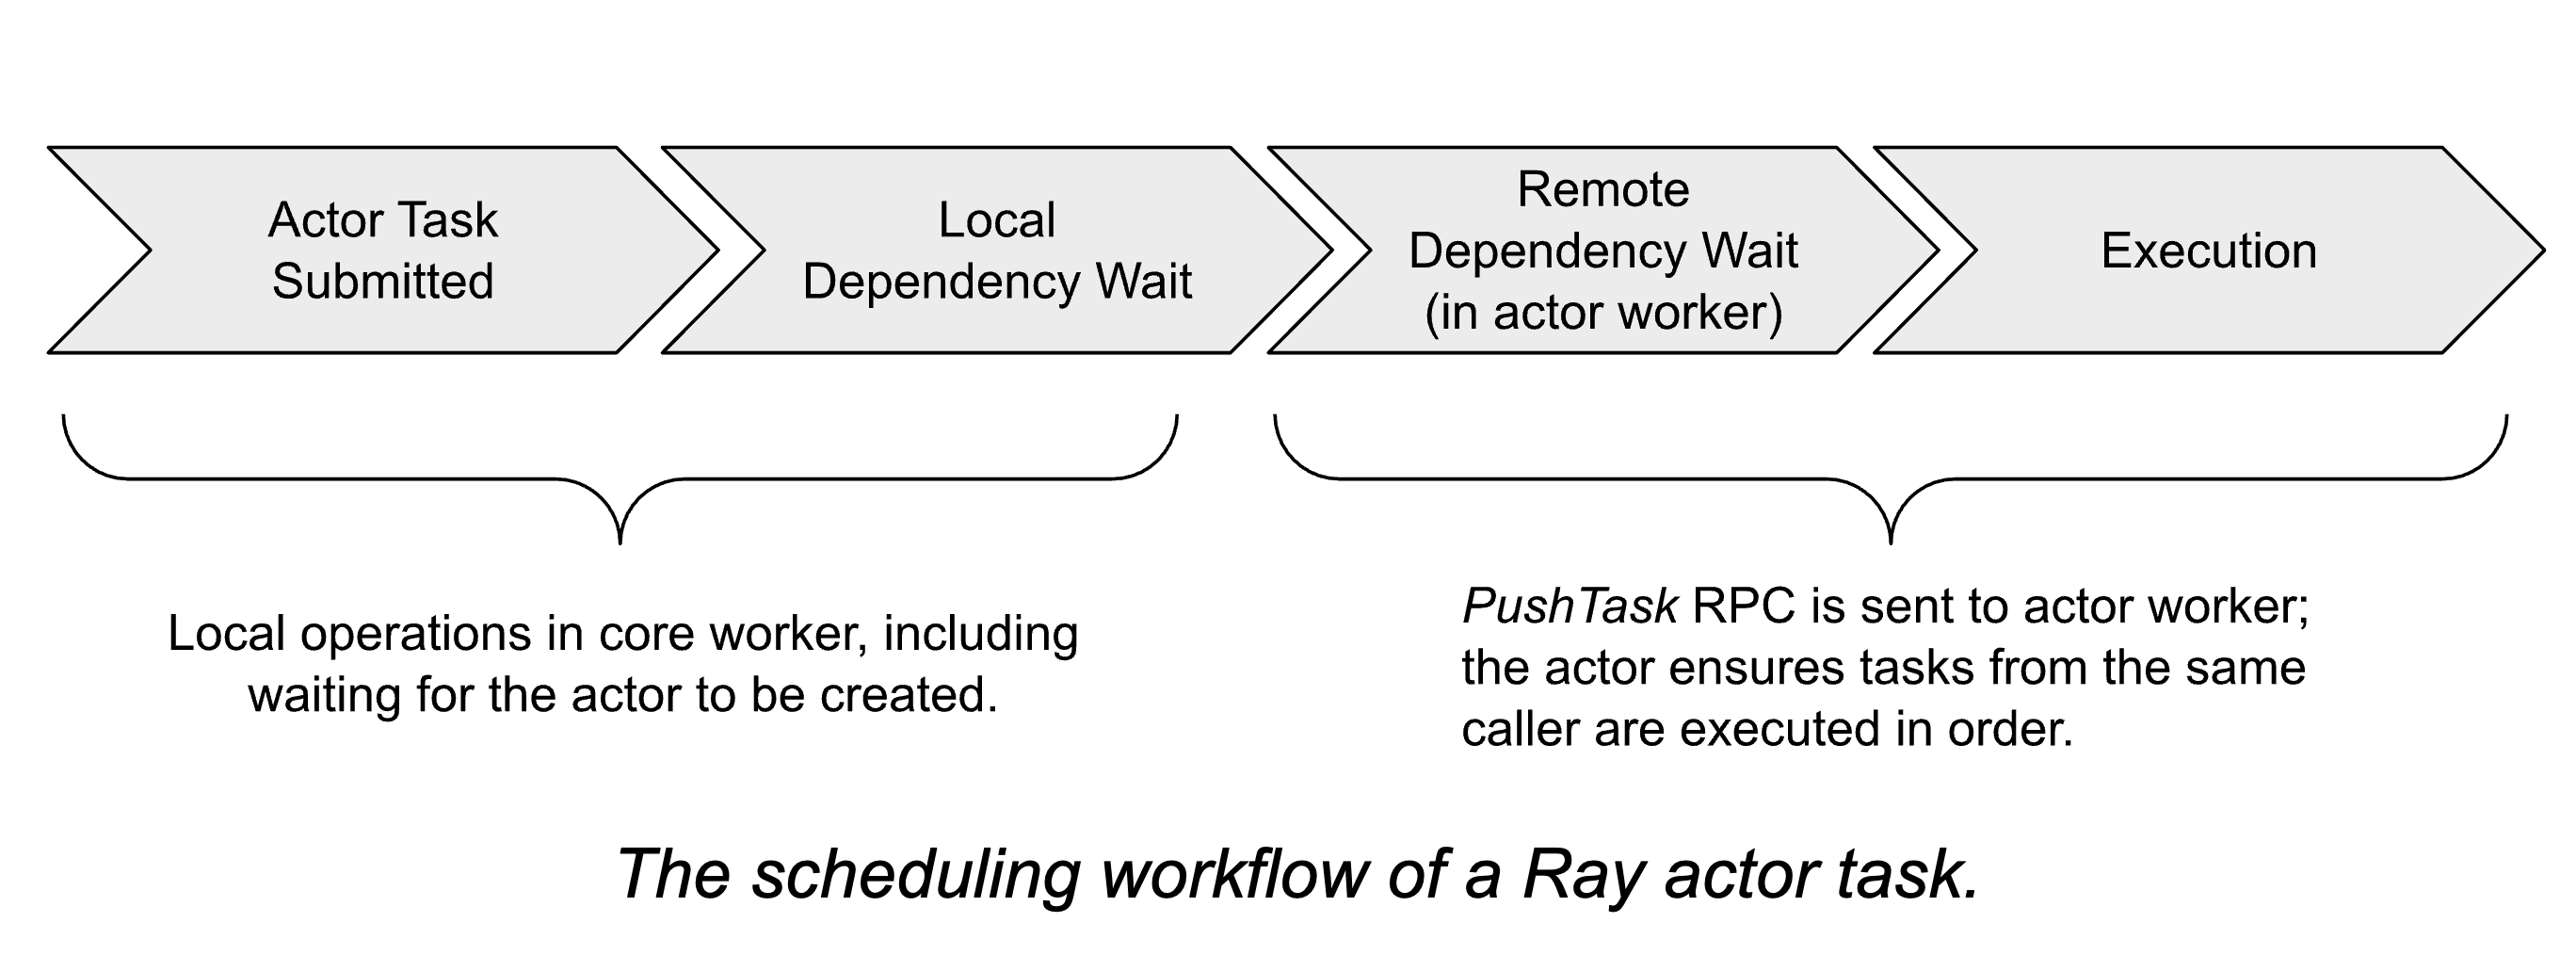 Actor Task
Submitted
Local
Dependency Wait
Remote
Dependency Wait
(in actor worker)
Execution
Local operations in core worker, including
waiting for the actor to be created.
PushTask RPC is sent to actor worker;
the actor ensures tasks from the same
caller are executed in order.
The scheduling workflow of a Ray actor task.